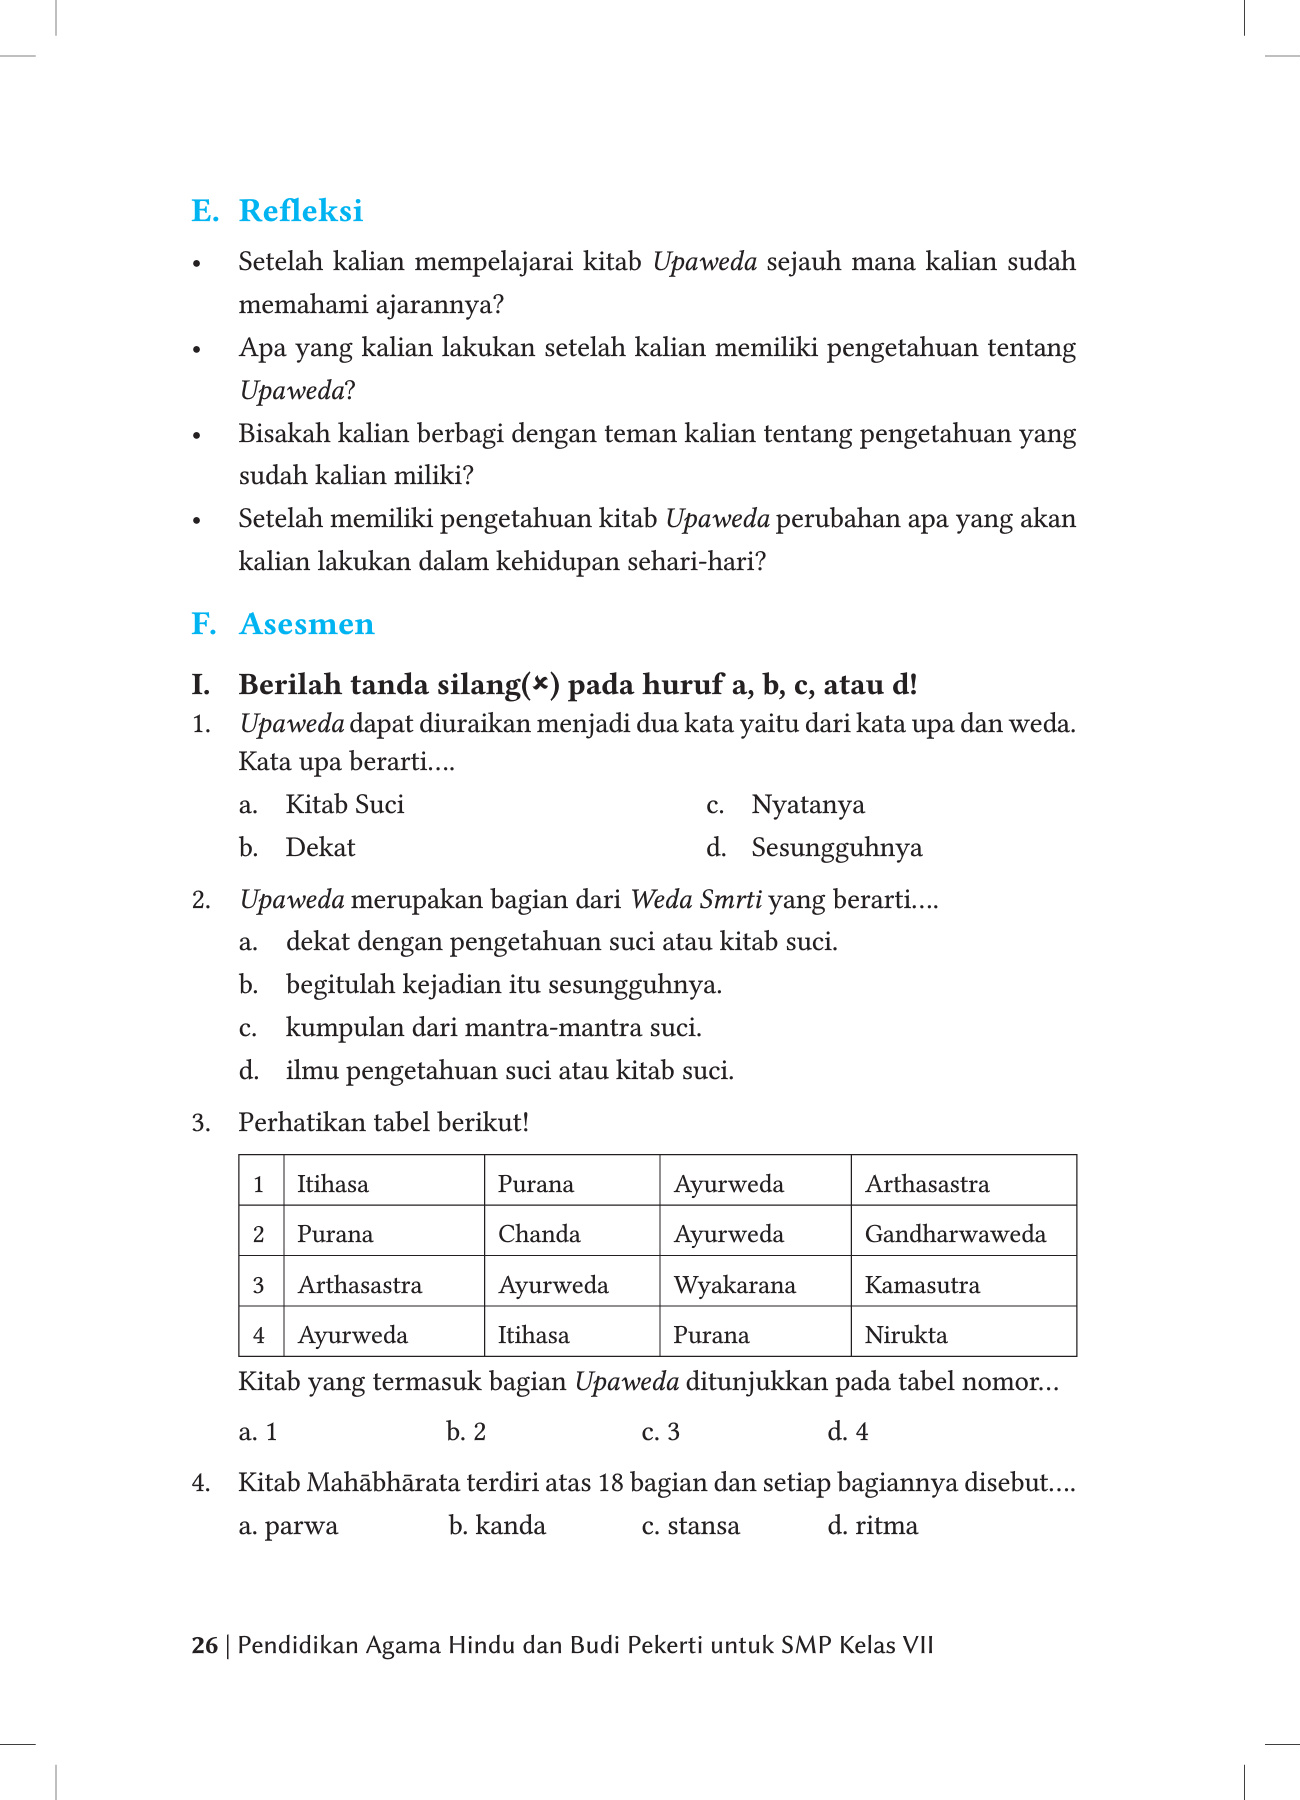 E. Refleksi
• Setelah kalian mempelajarai kitab Upaweda sejauh mana kalian sudah
memahami ajarannya?
• Apa yang kalian lakukan setelah kalian memiliki pengetahuan tentang
Upaweda?
• Bisakah kalian berbagi dengan teman kalian tentang pengetahuan yang
sudah kalian miliki?
• Setelah memiliki pengetahuan kitab Upaweda perubahan apa yang akan
kalian lakukan dalam kehidupan sehari-hari?
F. Asesmen
I. Berilah tanda silang(×) pada huruf a, b, c, atau d!
1. Upaweda dapat diuraikan menjadi dua kata yaitu dari kata upa dan weda.
Kata upa berarti....
a. Kitab Suci c. Nyatanya
b. Dekat d. Sesungguhnya
2. Upaweda merupakan bagian dari Weda Smrti yang berarti....
a. dekat dengan pengetahuan suci atau kitab suci.
b. begitulah kejadian itu sesungguhnya.
c. kumpulan dari mantra-mantra suci.
d. ilmu pengetahuan suci atau kitab suci.
3. Perhatikan tabel berikut!
1 Itihasa Purana Ayurweda Arthasastra
2 Purana Chanda Ayurweda Gandharwaweda
3 Arthasastra Ayurweda Wyakarana Kamasutra
4 Ayurweda Itihasa Purana Nirukta
Kitab yang termasuk bagian Upaweda ditunjukkan pada tabel nomor...
a. 1 b. 2 c. 3 d. 4
4. Kitab Mahābhārata terdiri atas 18 bagian dan setiap bagiannya disebut....
a. parwa b. kanda c. stansa d. ritma
26 | Pendidikan Agama Hindu dan Budi Pekerti untuk SMP Kelas VII